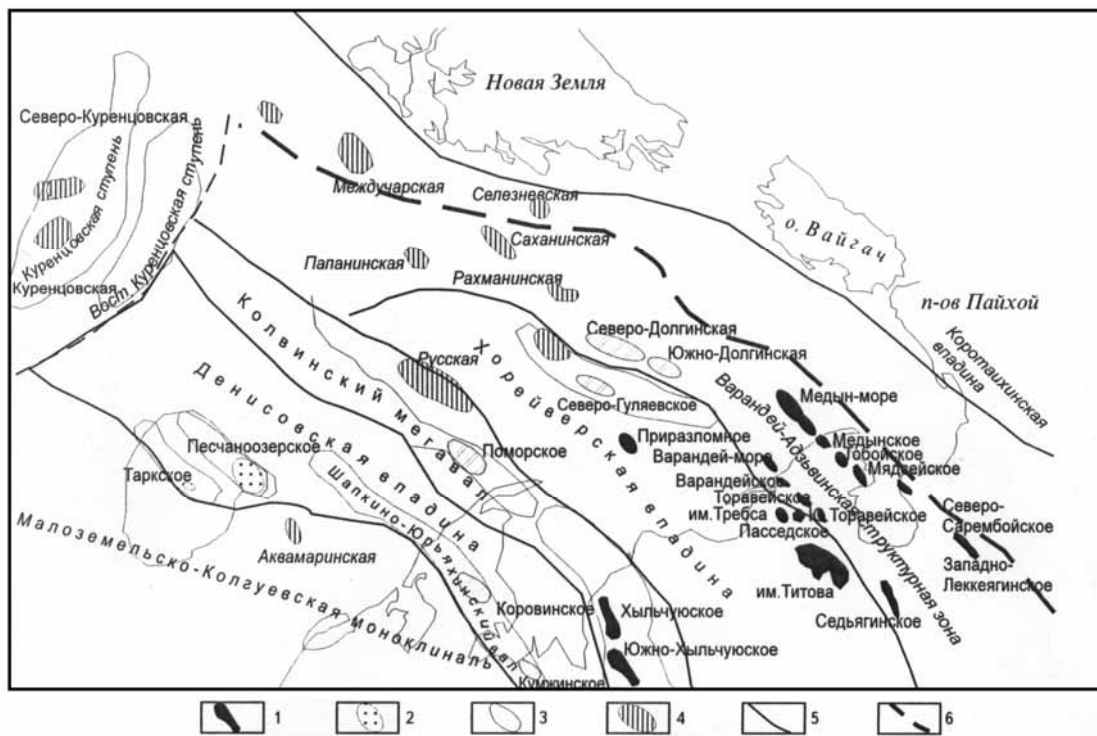 Новая Земля
Северо-Куренцовская
Куренцовская ступень
Вост Куренцовская ступень
Куренцовская
Междучарская
Селезневская
Саханинская
Папанинская
Рахманинская
о. Вайгач
п-ов Пайхой
Коротаихинская
впадина
Колвинский мегавал
Русская
Хорейверская впадина
Северо-Долгинская
Южно-Долгинская
Северо-Гуляевское
Варандей-Адзьвинская структурная зона
Медын-море
Денисовская впадина
Песчаноозерское
Таркское
Поморское
Приразломное
Варандей-море
Медынское
Тобойское
Мядсейское
Варандейское
Торавейское
им.Требса
Торавейское
Пасседское
Северо-
Сарембойское
Шапкино-Юрьяхинский вал
Аквамаринская
Малоземельско-Колгуевская моноклиналь
им.Титова
Западно-
Леккеягинское
Седьягинское
Коровинское
Хыльчуюское
Южно-Хыльчуюское
Кумжинское
1 2 3 4 5 6